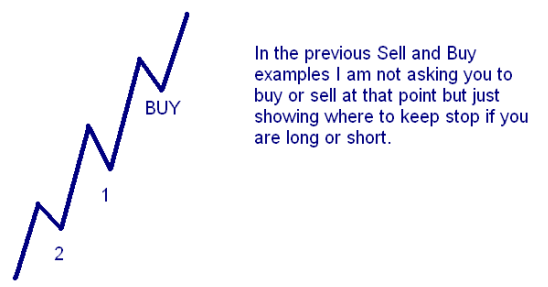 In the previous Sell and Buy
examples I am not asking you to
buy or sell at that point but just
showing where to keep stop if you
are long or short.
BUY
1
2